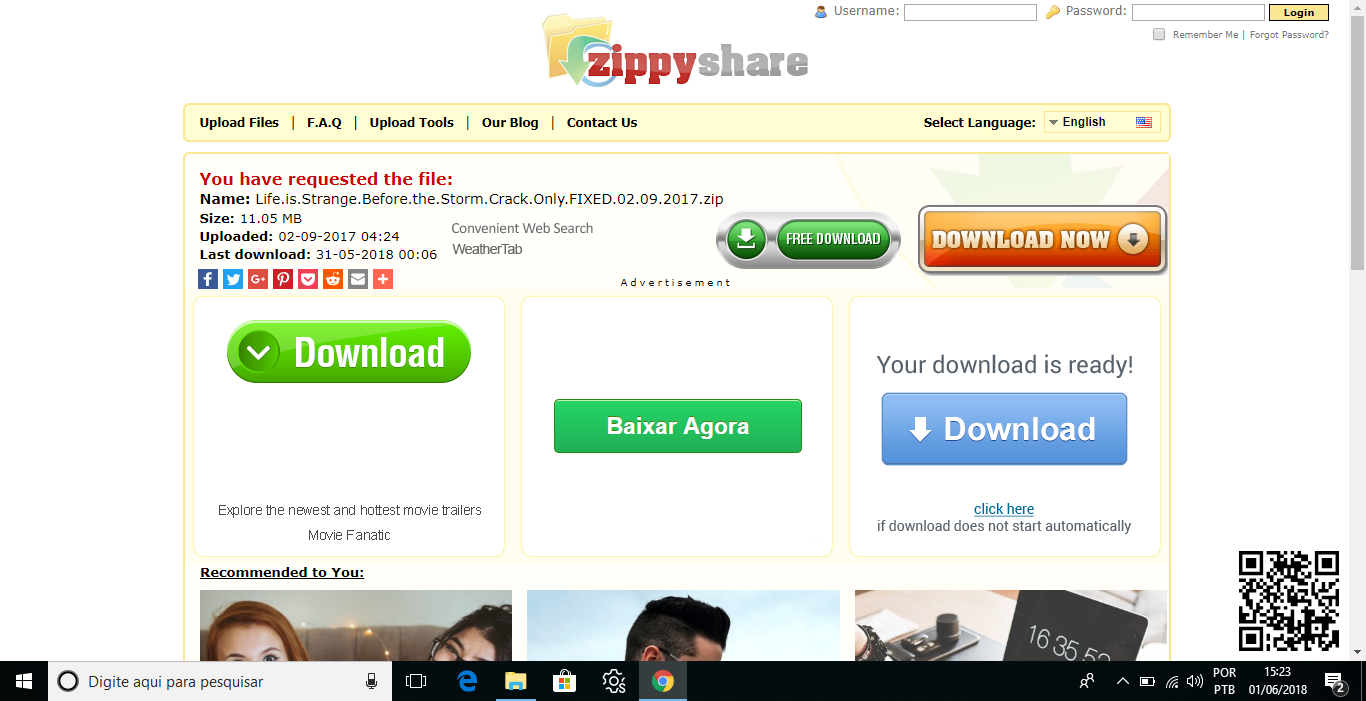 Username: Password: Login
Remember Me | Forgot Password?
zippyshare
Upload Files | F.A.Q | Upload Tools | Our Blog | Contact Us Select Language: English
You have requested the file:
Name: Life.is.Strange.Before.the.Storm.Crack.Only.FIXED.02.09.2017.zip
Size: 11.05 MB
Uploaded: 02-09-2017 04:24
Last download: 31-05-2018 00:06
Convenient Web Search
WeatherTab
FREE DOWNLOAD
DOWNLOAD NOW
Advertisement
Download
Explore the newest and hottest movie trailers
Movie Fanatic
Baixar Agora
Your download is ready!
Download
click here
if download does not start automatically
Recommended to You:
16 35 52
Digite aqui para pesquisar
POR
PTB
15:23
01/06/2018
2